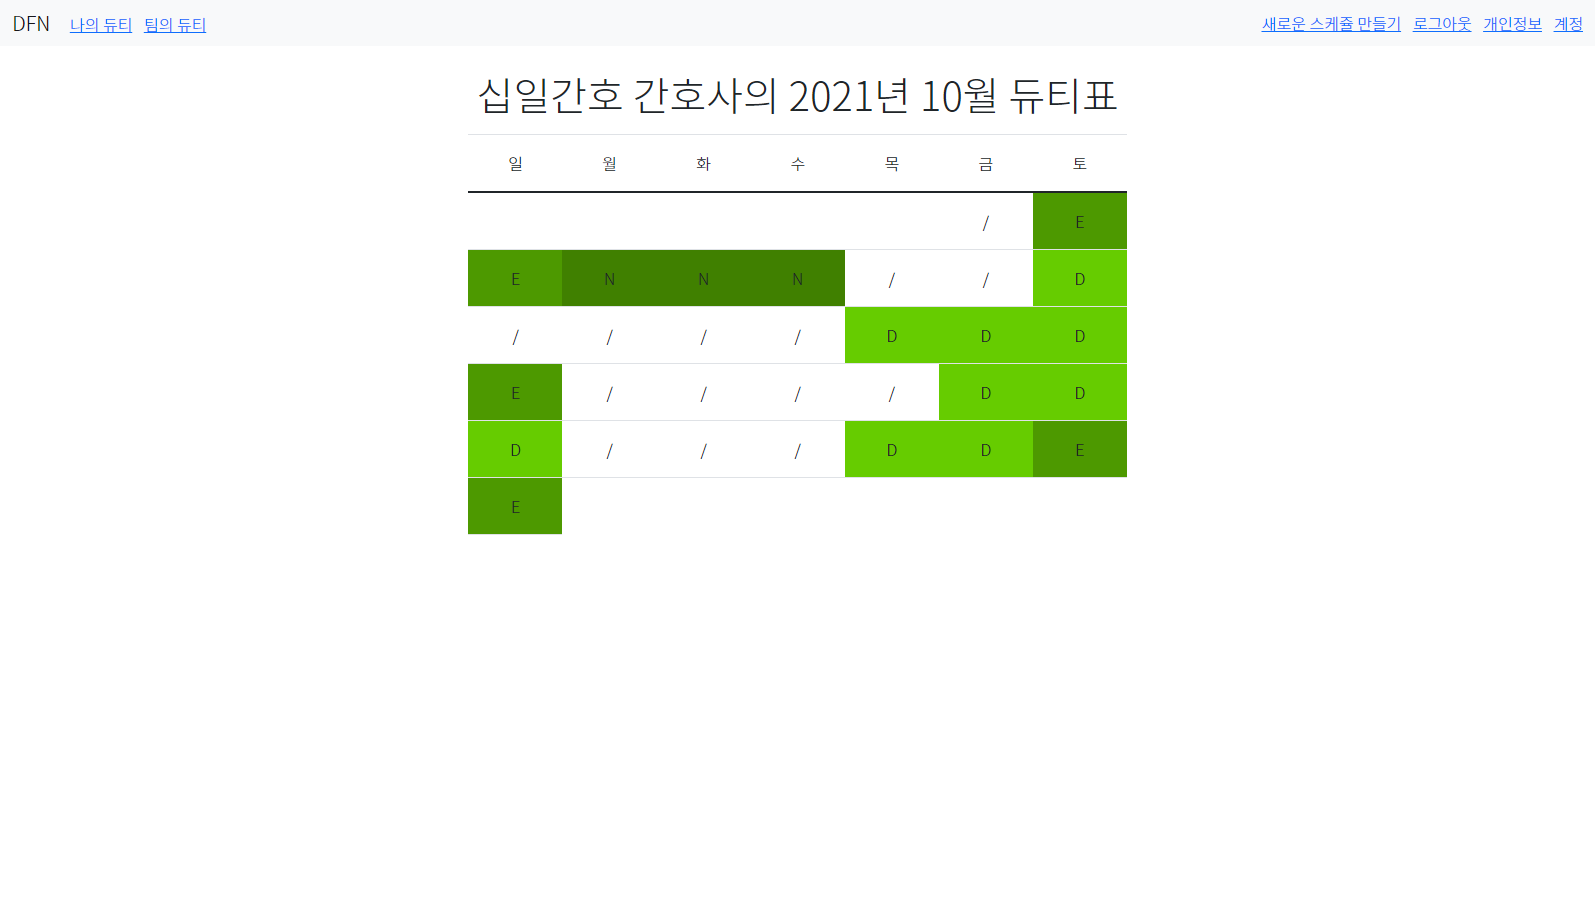 DFN 나의 듀티 팀의 듀티 새로운 스케쥴 만들기 로그아웃 개인정보 계정
십일간호 간호사의 2021년 10월 듀티표
일 월 화 수 목 금 토
/ E
E N N N / / D
/ / / / D D D
E / / / / D D
D / / / D D E
E